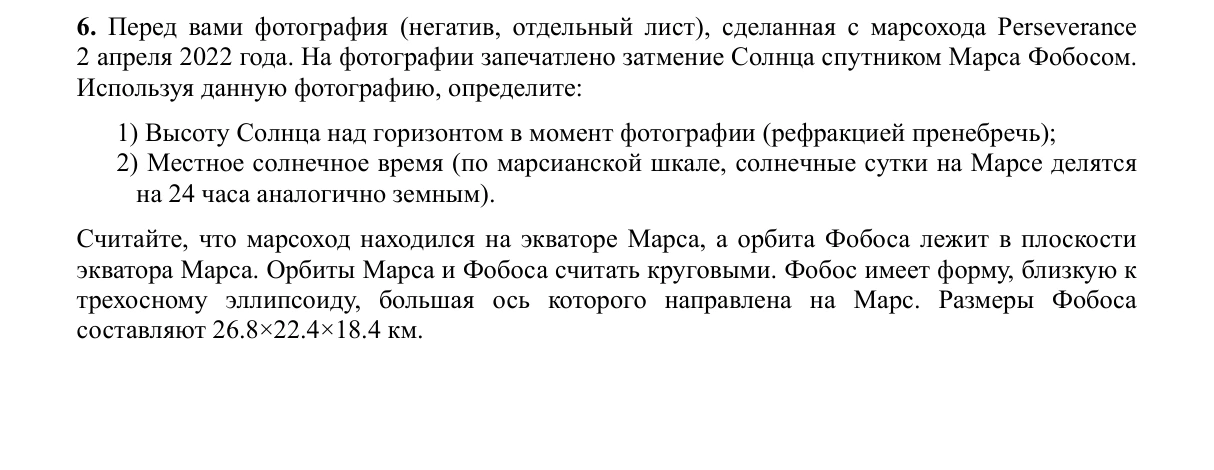 6. Перед вами фотография (негатив, отдельный лист), сделанная с марсохода Perseverance
2 апреля 2022 года. На фотографии запечатлено затмение Солнца спутником Марса Фобосом.
Используя данную фотографию, определите:
1) Высоту Солнца над горизонтом в момент фотографии (рефракцией пренебречь);
2) Местное солнечное время (по марсианской шкале, солнечные сутки на Марсе делятся
на 24 часа аналогично земным).
Считайте, что марсоход находился на экваторе Марса, а орбита Фобоса лежит в плоскости
экватора Марса. Орбиты Марса и Фобоса считать круговыми. Фобос имеет форму, близкую к
трехосному эллипсоиду, большая ось которого направлена на Марс. Размеры Фобоса
составляют 26.8×22.4×18.4 км.